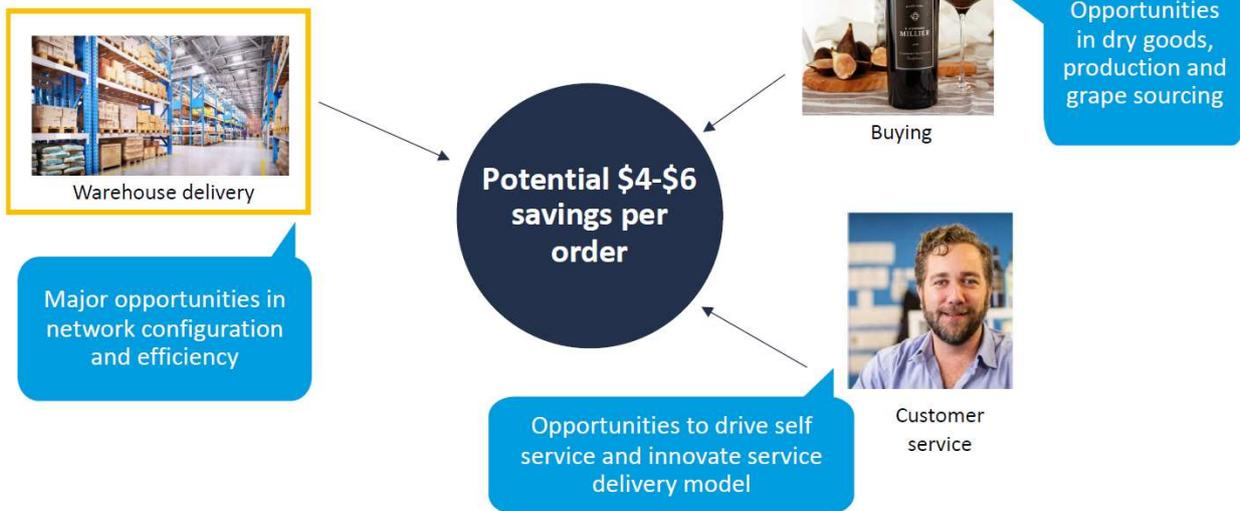 Opportunities
in dry goods,
production and
grape sourcing
MILLIER
Buying
Warehouse delivery
Potential $4-$6
savings per
order
Major opportunities in
network configuration
and efficiency
Opportunities to drive self
service and innovate service
delivery model
Customer
service